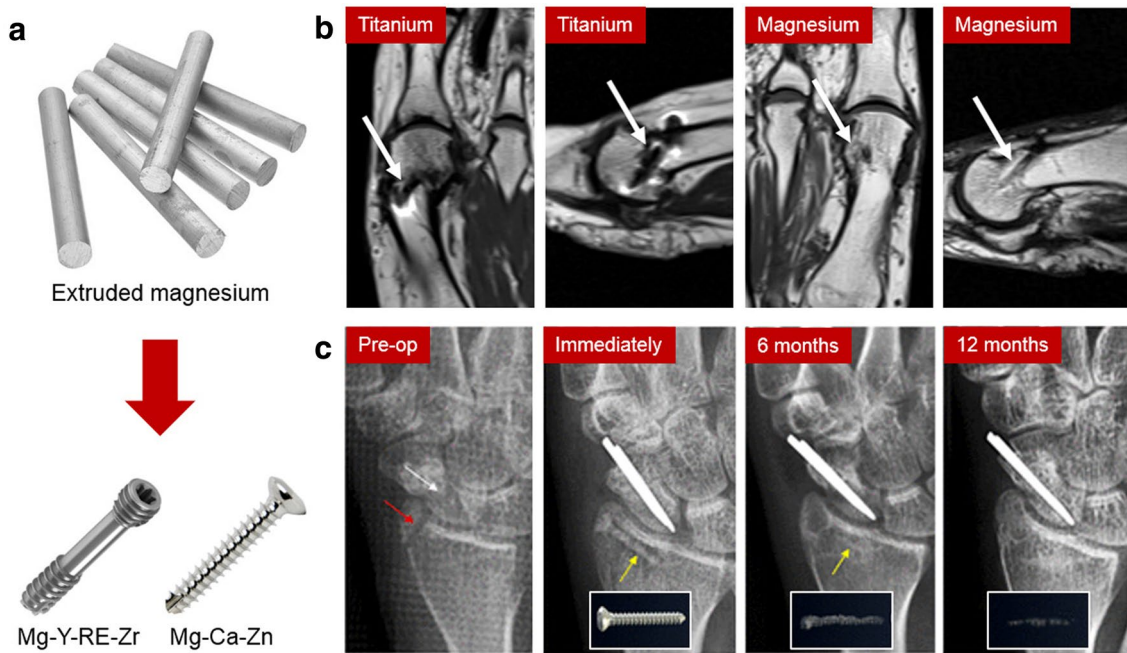 a
Extruded magnesium
Mg-Y-RE-Zr
Mg-Ca-Zn
b
Titanium
Titanium
Magnesium
Magnesium
c
Pre-op
Immediately
6 months
12 months